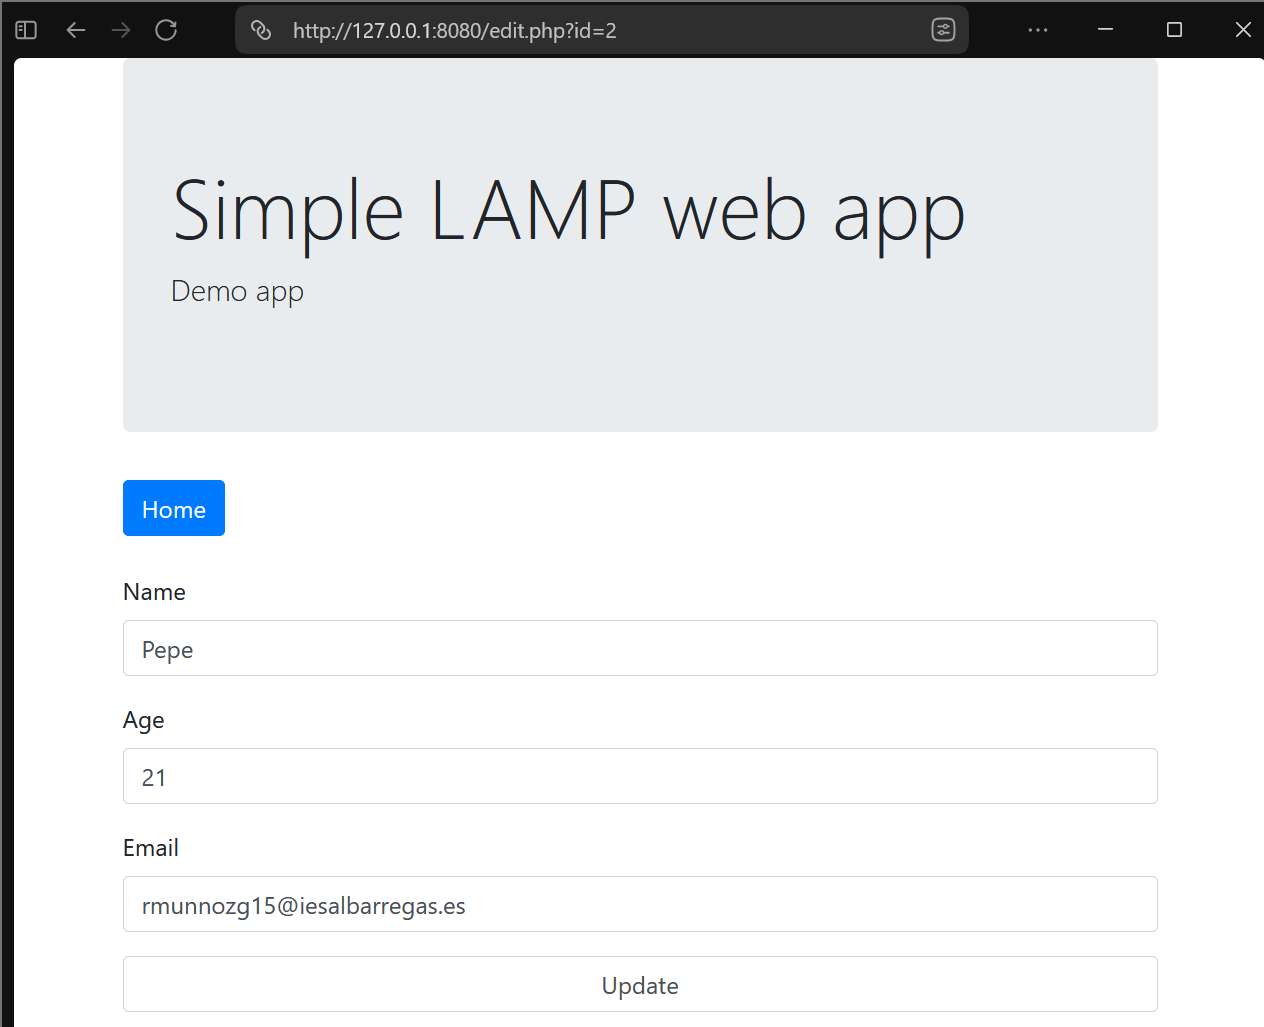 http://127.0.0.1:8080/edit.php?id=2
Simple LAMP web app
Demo app
Home
Name
Pepe
Age
21
Email
rmunnozg15@iesalbarregas.es
Update